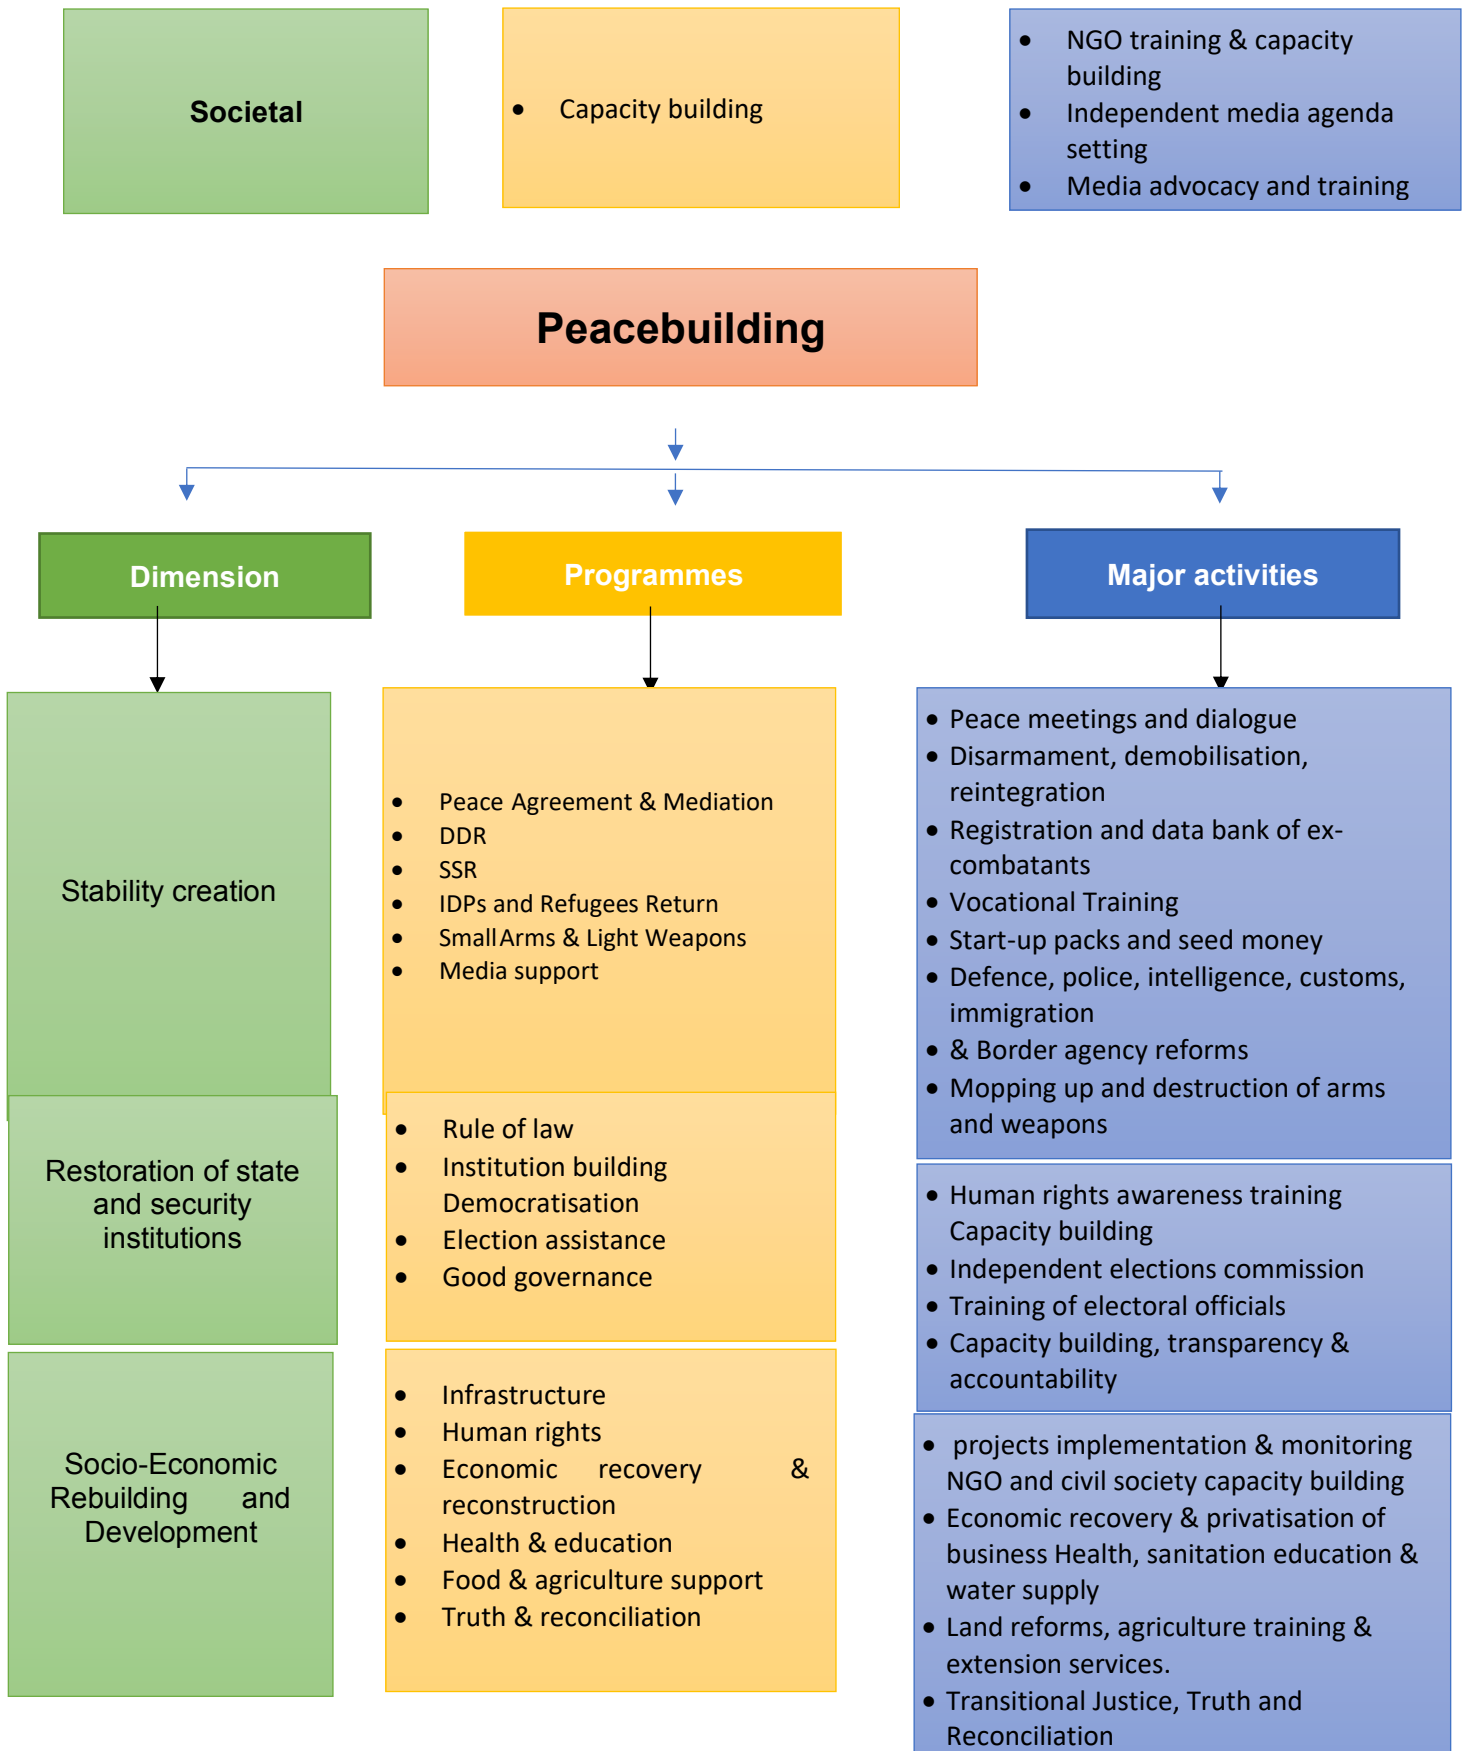 Societal
• Capacity building
• NGO training & capacity
building
• Independent media agenda
setting
• Media advocacy and training
Peacebuilding
Dimension
Programmes
Major activities
Stability creation
• Peace Agreement & Mediation
• DDR
• SSR
• IDPs and Refugees Return
• Small Arms & Light Weapons
• Media support
• Peace meetings and dialogue
• Disarmament, demobilisation,
reintegration
• Registration and data bank of ex-
combatants
• Vocational Training
• Start-up packs and seed money
• Defence, police, intelligence, customs,
immigration
• & Border agency reforms
• Mopping up and destruction of arms
and weapons
Restoration of state
and security
institutions
• Rule of law
• Institution building
Democratisation
• Election assistance
• Good governance
• Human rights awareness training
Capacity building
• Independent elections commission
• Training of electoral officials
• Capacity building, transparency &
accountability
Socio-Economic
Rebuilding and
Development
• Infrastructure
• Human rights
• Economic recovery &
reconstruction
• Health & education
• Food & agriculture support
• Truth & reconciliation
• projects implementation & monitoring
NGO and civil society capacity building
• Economic recovery & privatisation of
business Health, sanitation education &
water supply
• Land reforms, agriculture training &
extension services.
• Transitional Justice, Truth and
Reconciliation